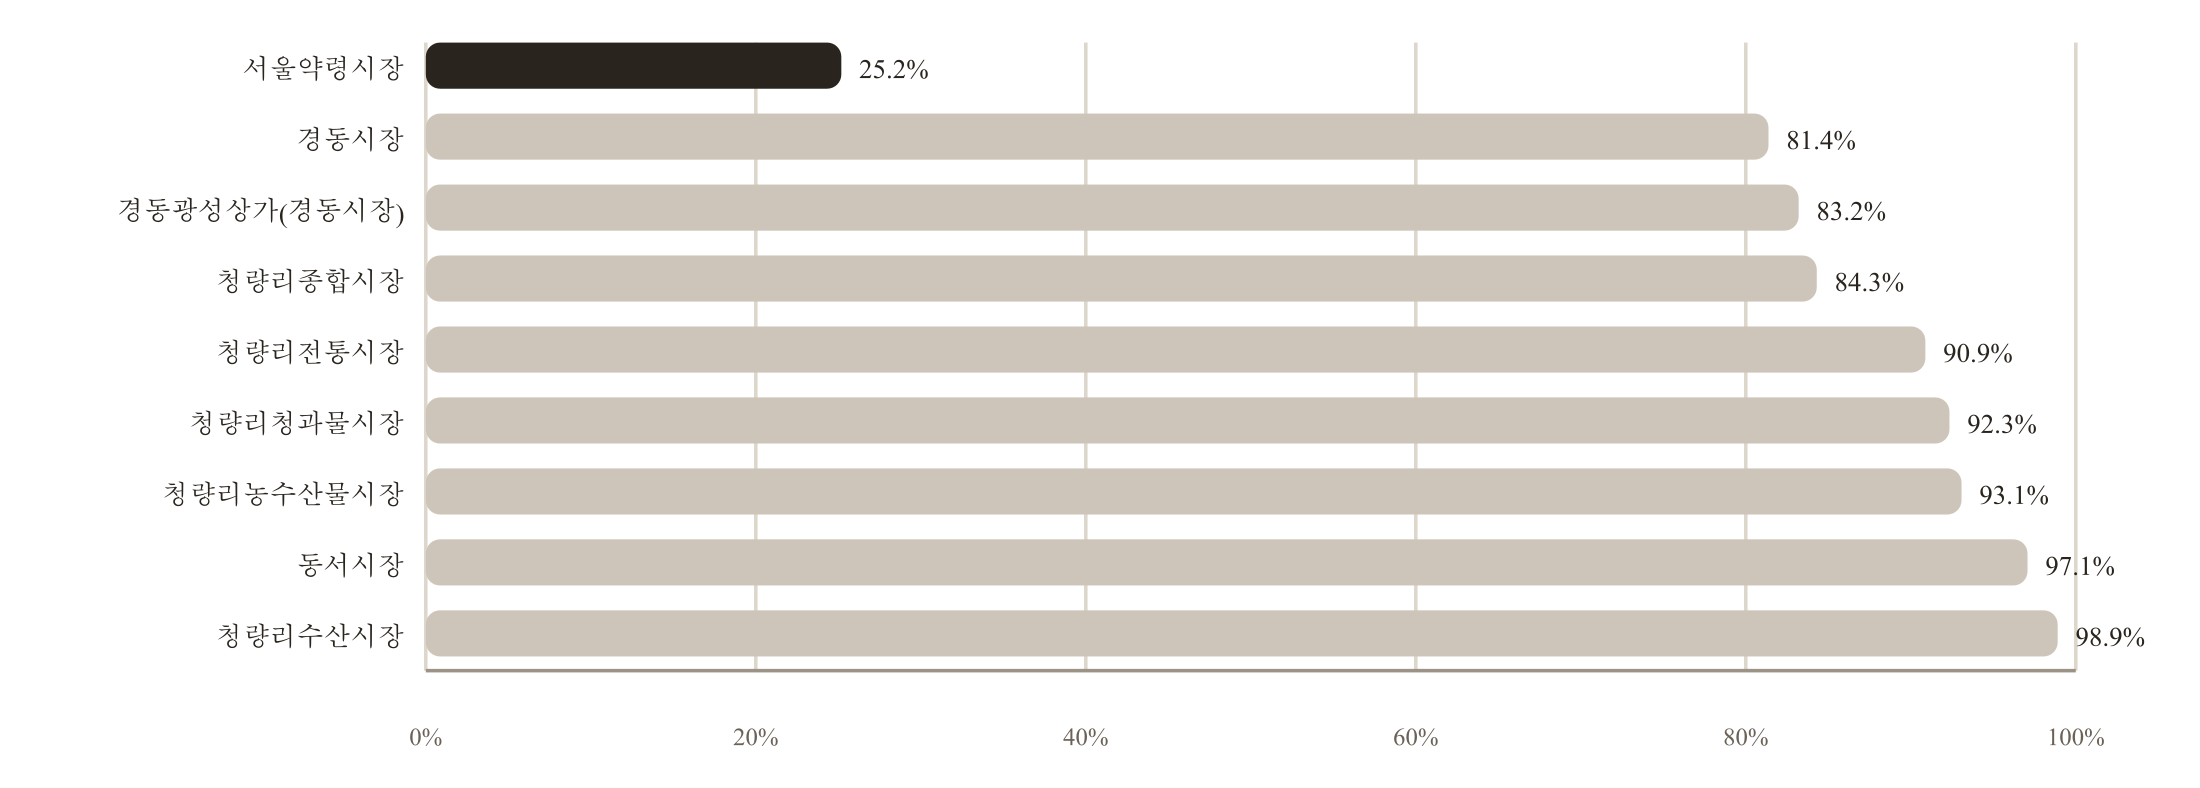 서울약령시장 25.2%
경동시장 81.4%
경동광성상가(경동시장) 83.2%
청량리종합시장 84.3%
청량리전통시장 90.9%
청량리청과물시장 92.3%
청량리농수산물시장 93.1%
동서시장 97.1%
청량리수산시장 98.9%
0% 20% 40% 60% 80% 100%